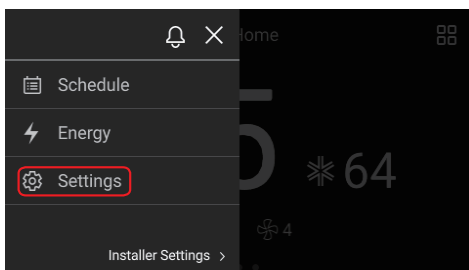 Home
Schedule
Energy
64
Settings
4
Installer Settings >